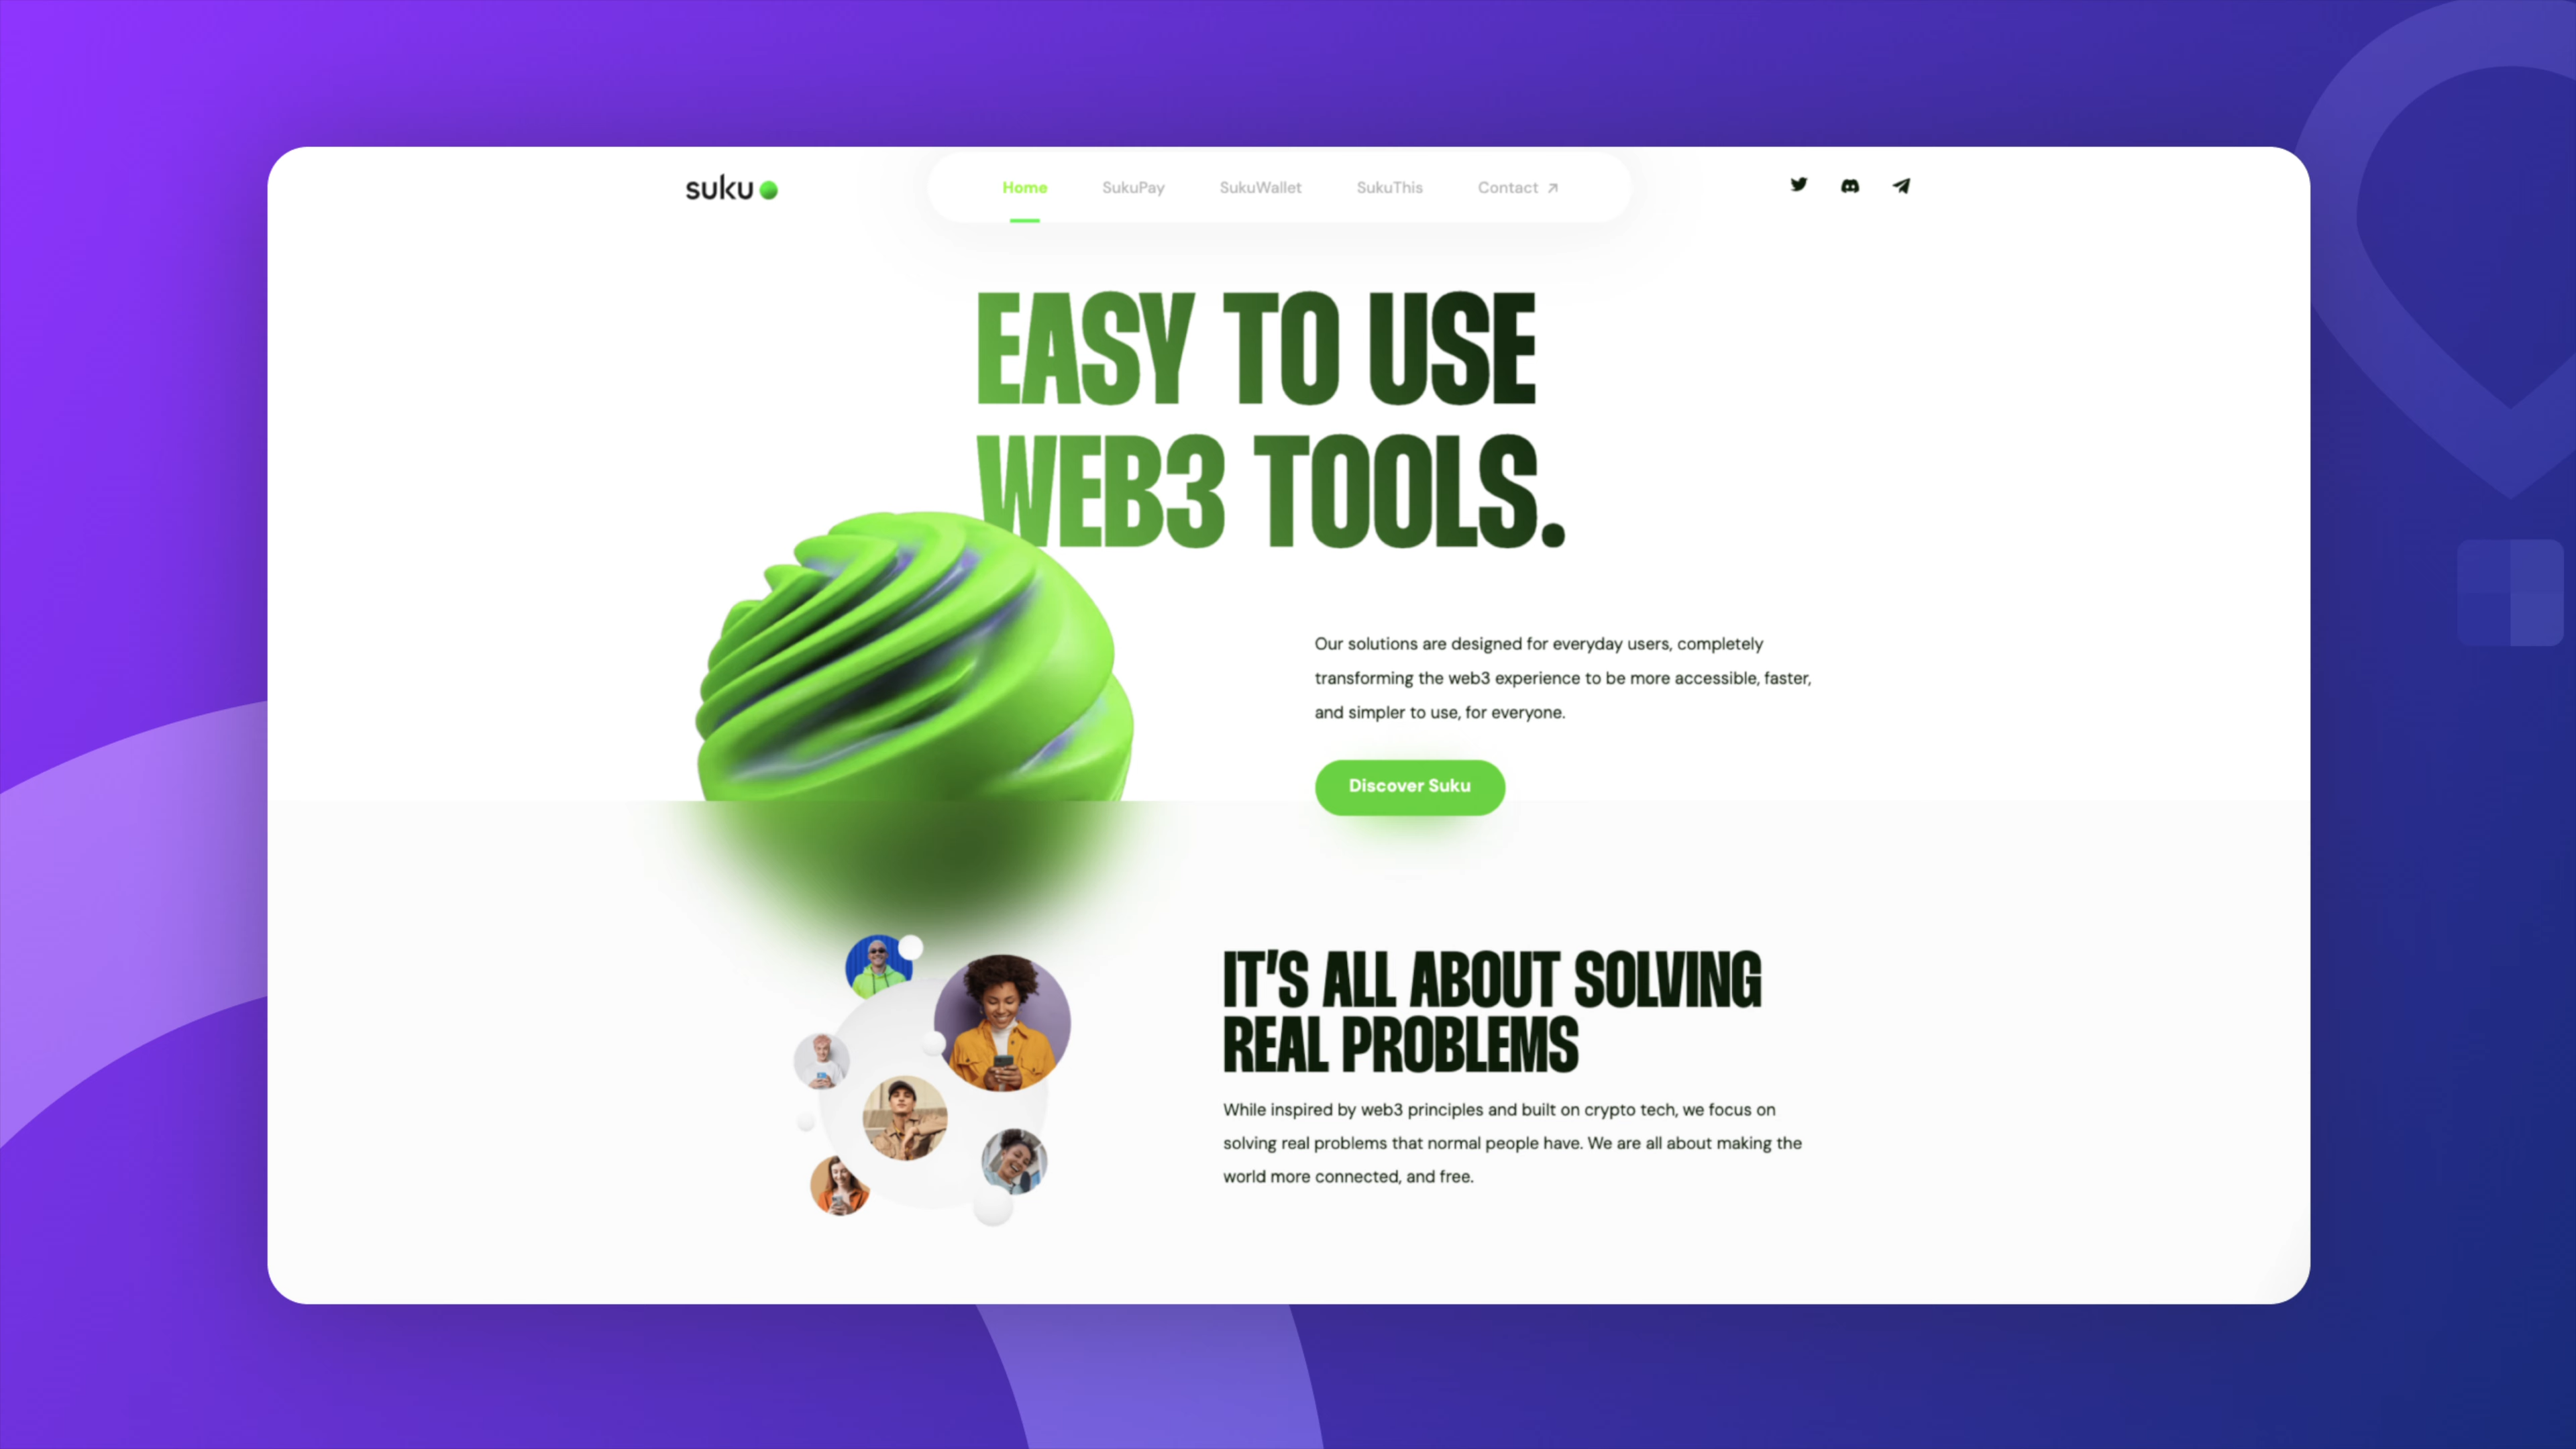 suku
Home SukuPay SukuWallet SukuThis Contact
EASY TO USE
WEB3 TOOLS.
Our solutions are designed for everyday users, completely
transforming the web3 experience to be more accessible, faster,
and simpler to use, for everyone.
Discover Suku
IT'S ALL ABOUT SOLVING
REAL PROBLEMS
While inspired by web3 principles and built on crypto tech, we focus on
solving real problems that normal people have. We are all about making the
world more connected, and free.